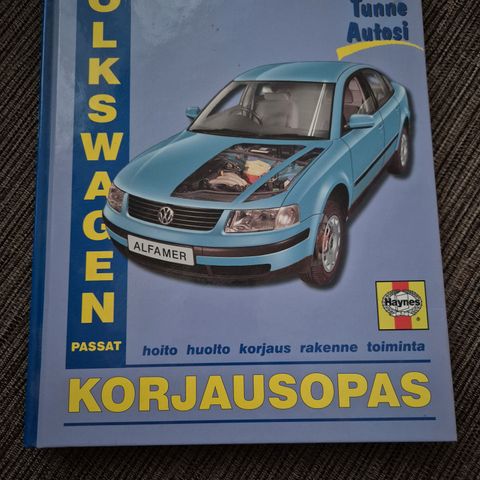 Tunne
Autosi
OLKSWAGEN
ALFAMER
Haynes
PASSAT
hoito huolto korjaus rakenne toiminta
KORJAUSOPAS